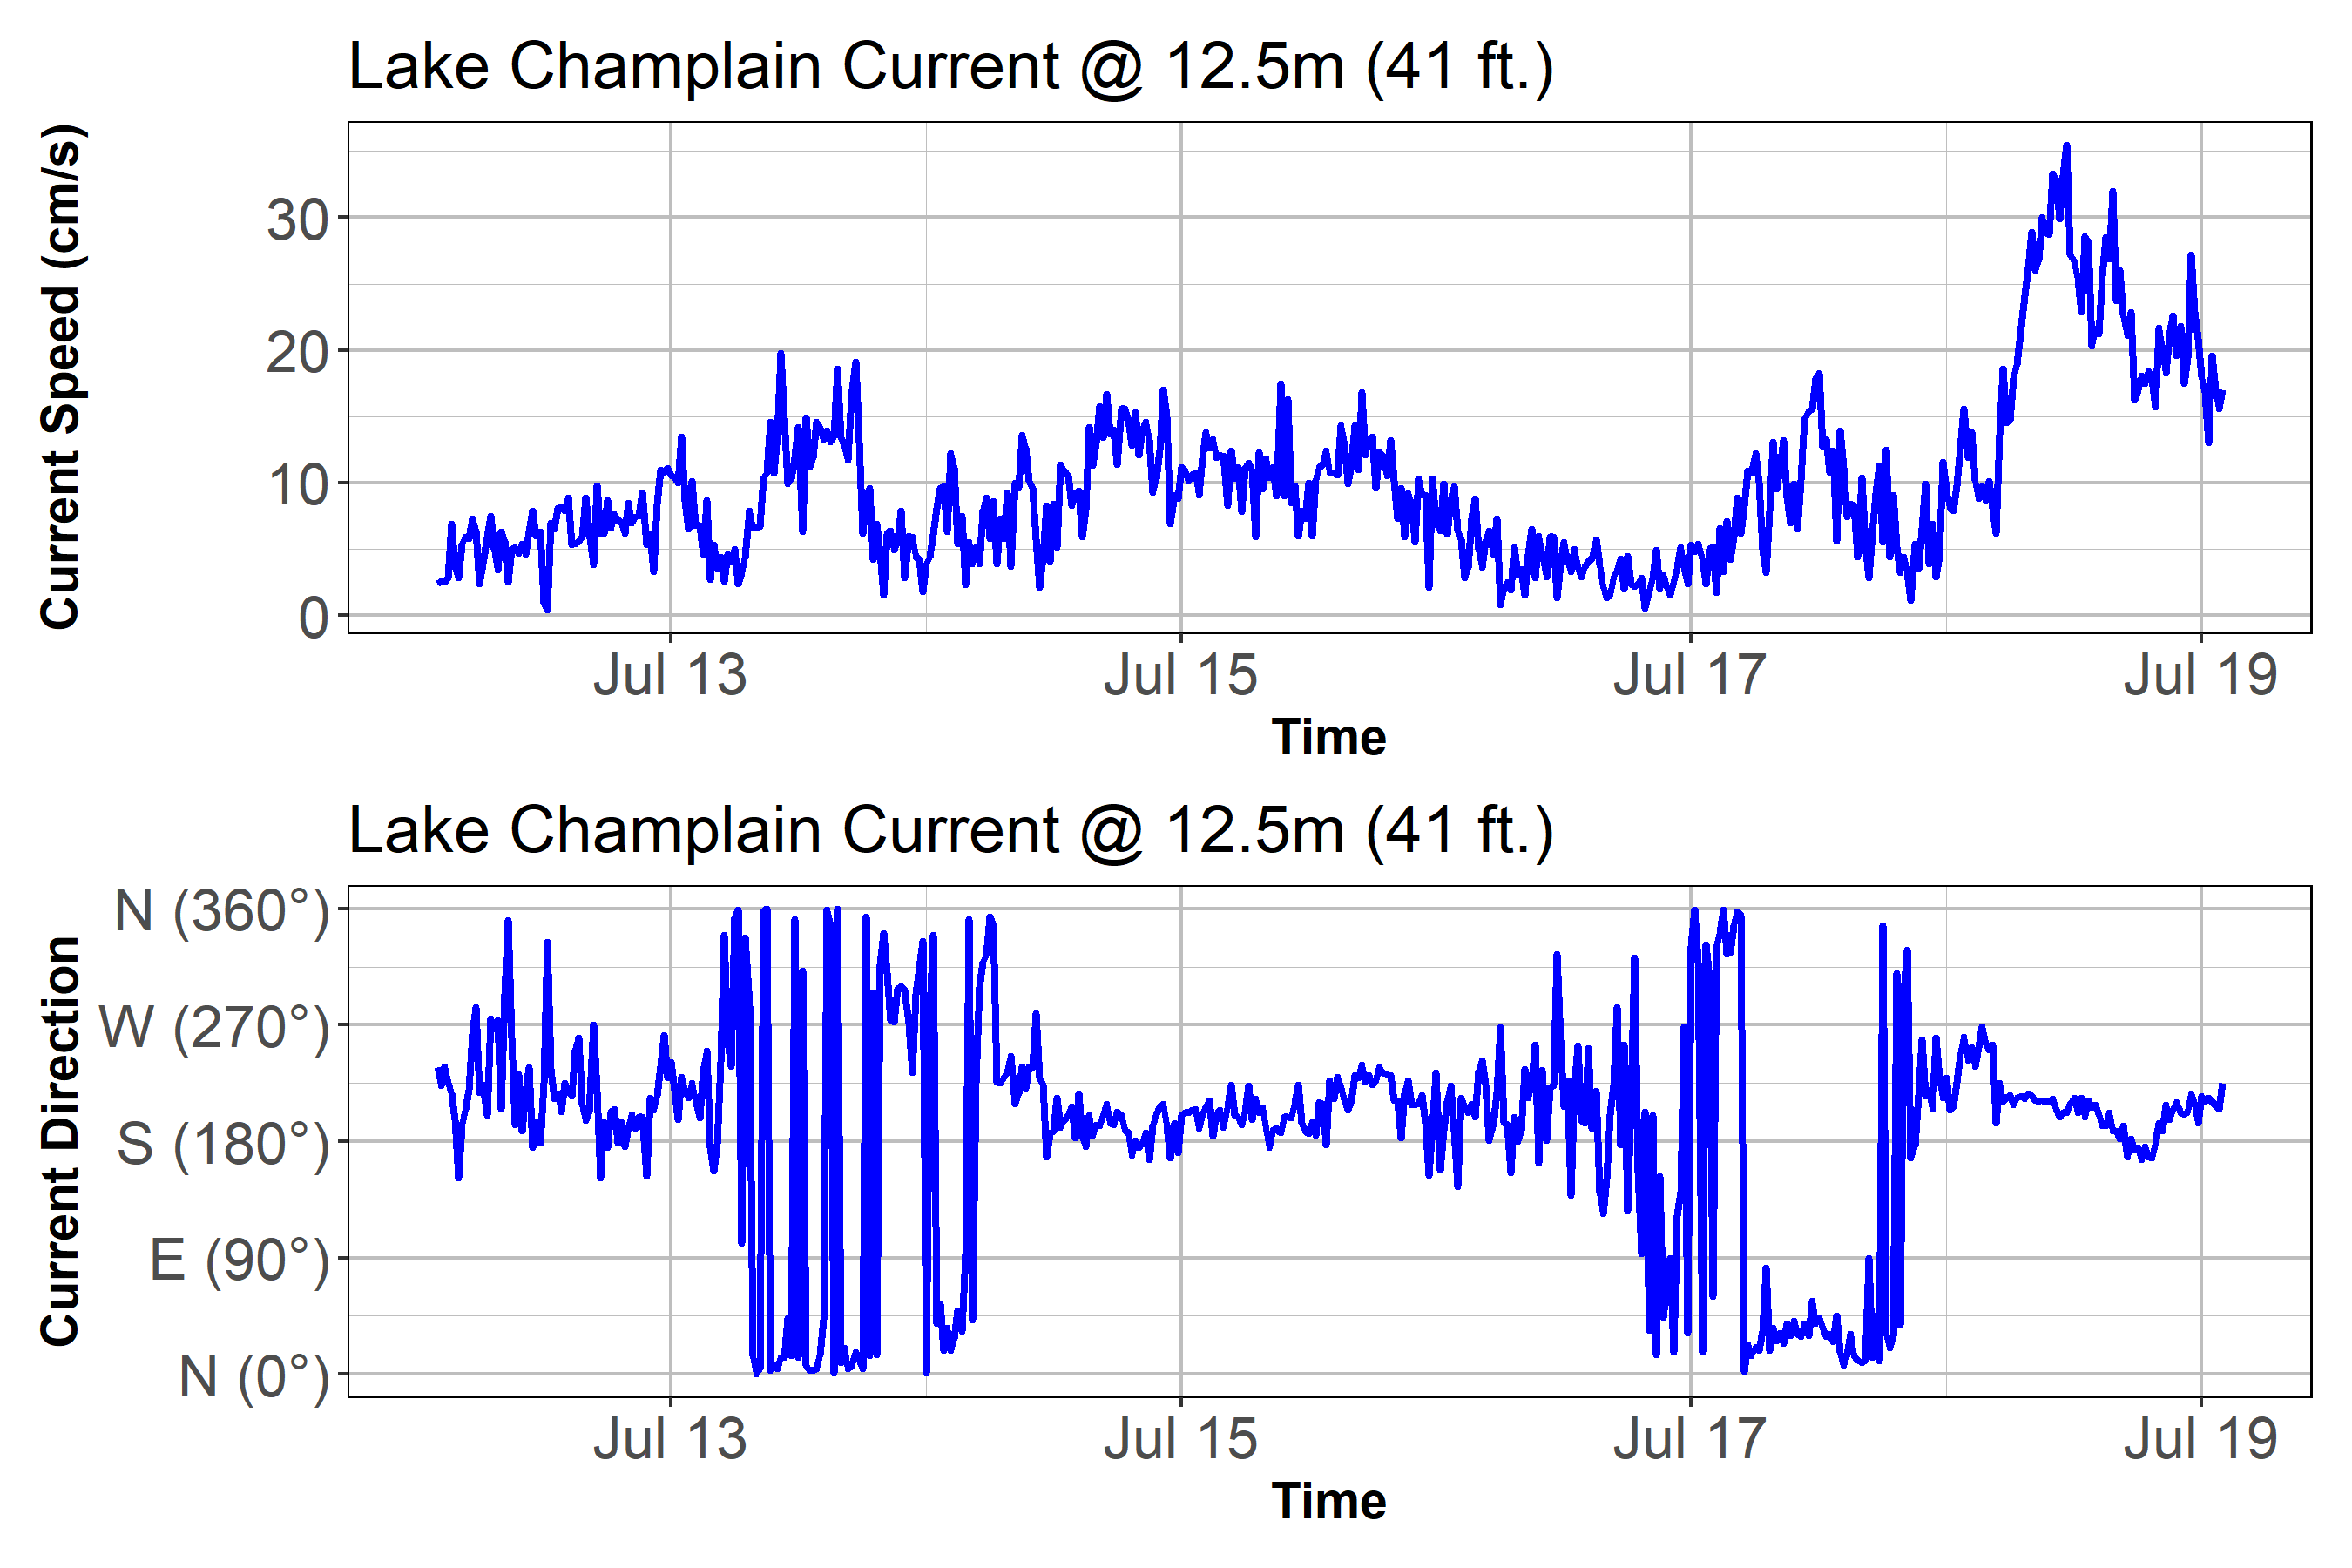 Lake Champlain Current @ 12.5m (41 ft.)
Current Speed (cm/s)
30
20
10
0
Jul 13 Jul 15 Jul 17 Jul 19
Time
Lake Champlain Current @ 12.5m (41 ft.)
Current Direction
N (360°)
W (270°)
S (180°)
E (90°)
N (0°)
Jul 13 Jul 15 Jul 17 Jul 19
Time